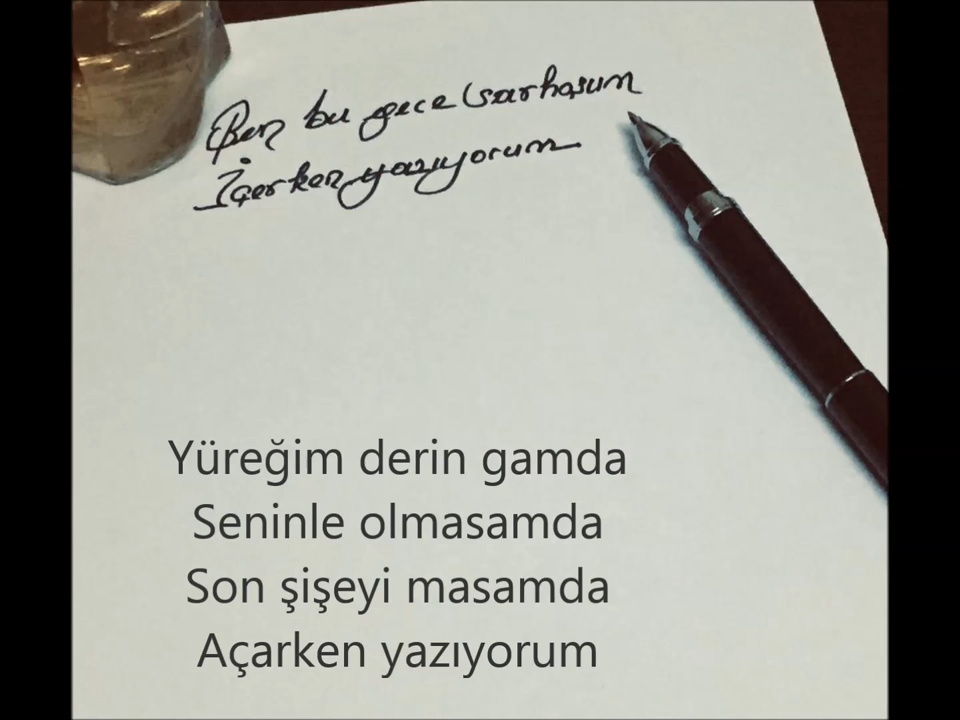 Ben bu gece sarhoşum
İçerken yazıyorum
Yüreğim derin gamda
Seninle olmasamda
Son şişeyi masamda
Açarken yazıyorum